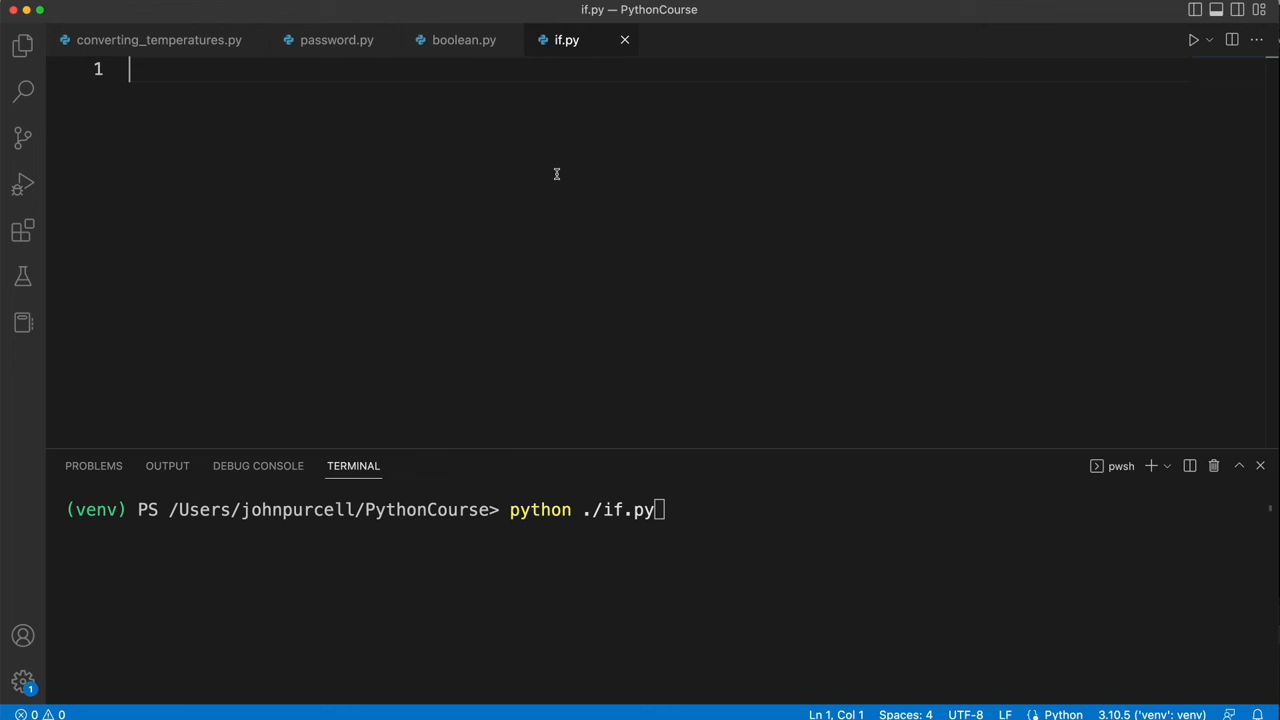 if.py — PythonCourse
converting_temperatures.py password.py boolean.py if.py
1
PROBLEMS OUTPUT DEBUG CONSOLE TERMINAL pwsh
(venv) PS /Users/johnpurcell/PythonCourse> python ./if.py
1
0 0 Ln 1, Col 1 Spaces: 4 UTF-8 LF Python 3.10.5 ('venv': venv)